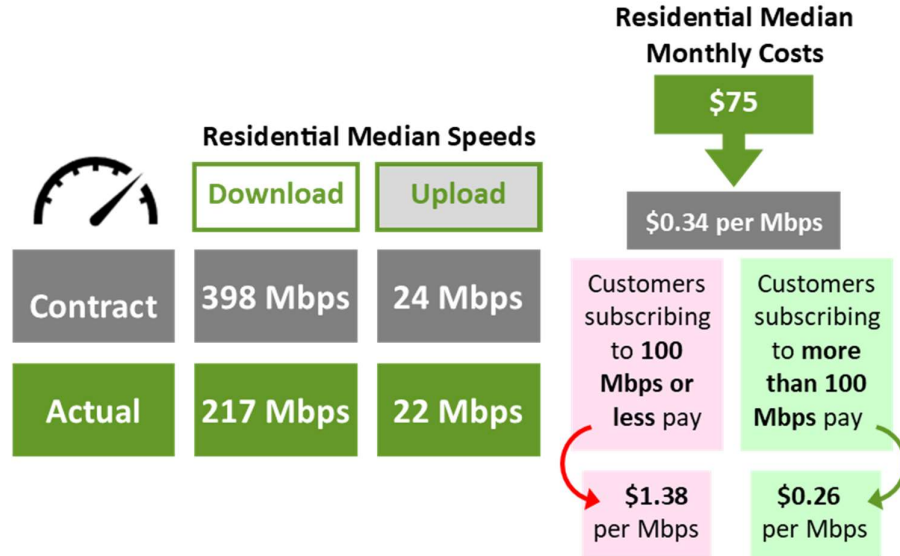 Residential Median Speeds
Download
Upload
Contract
398 Mbps
24 Mbps
Actual
217 Mbps
22 Mbps
Residential Median
Monthly Costs
$75
$0.34 per Mbps
Customers
subscribing
to 100
Mbps or
less pay
$1.38
per Mbps
Customers
subscribing
to more
than 100
Mbps pay
$0.26
per Mbps